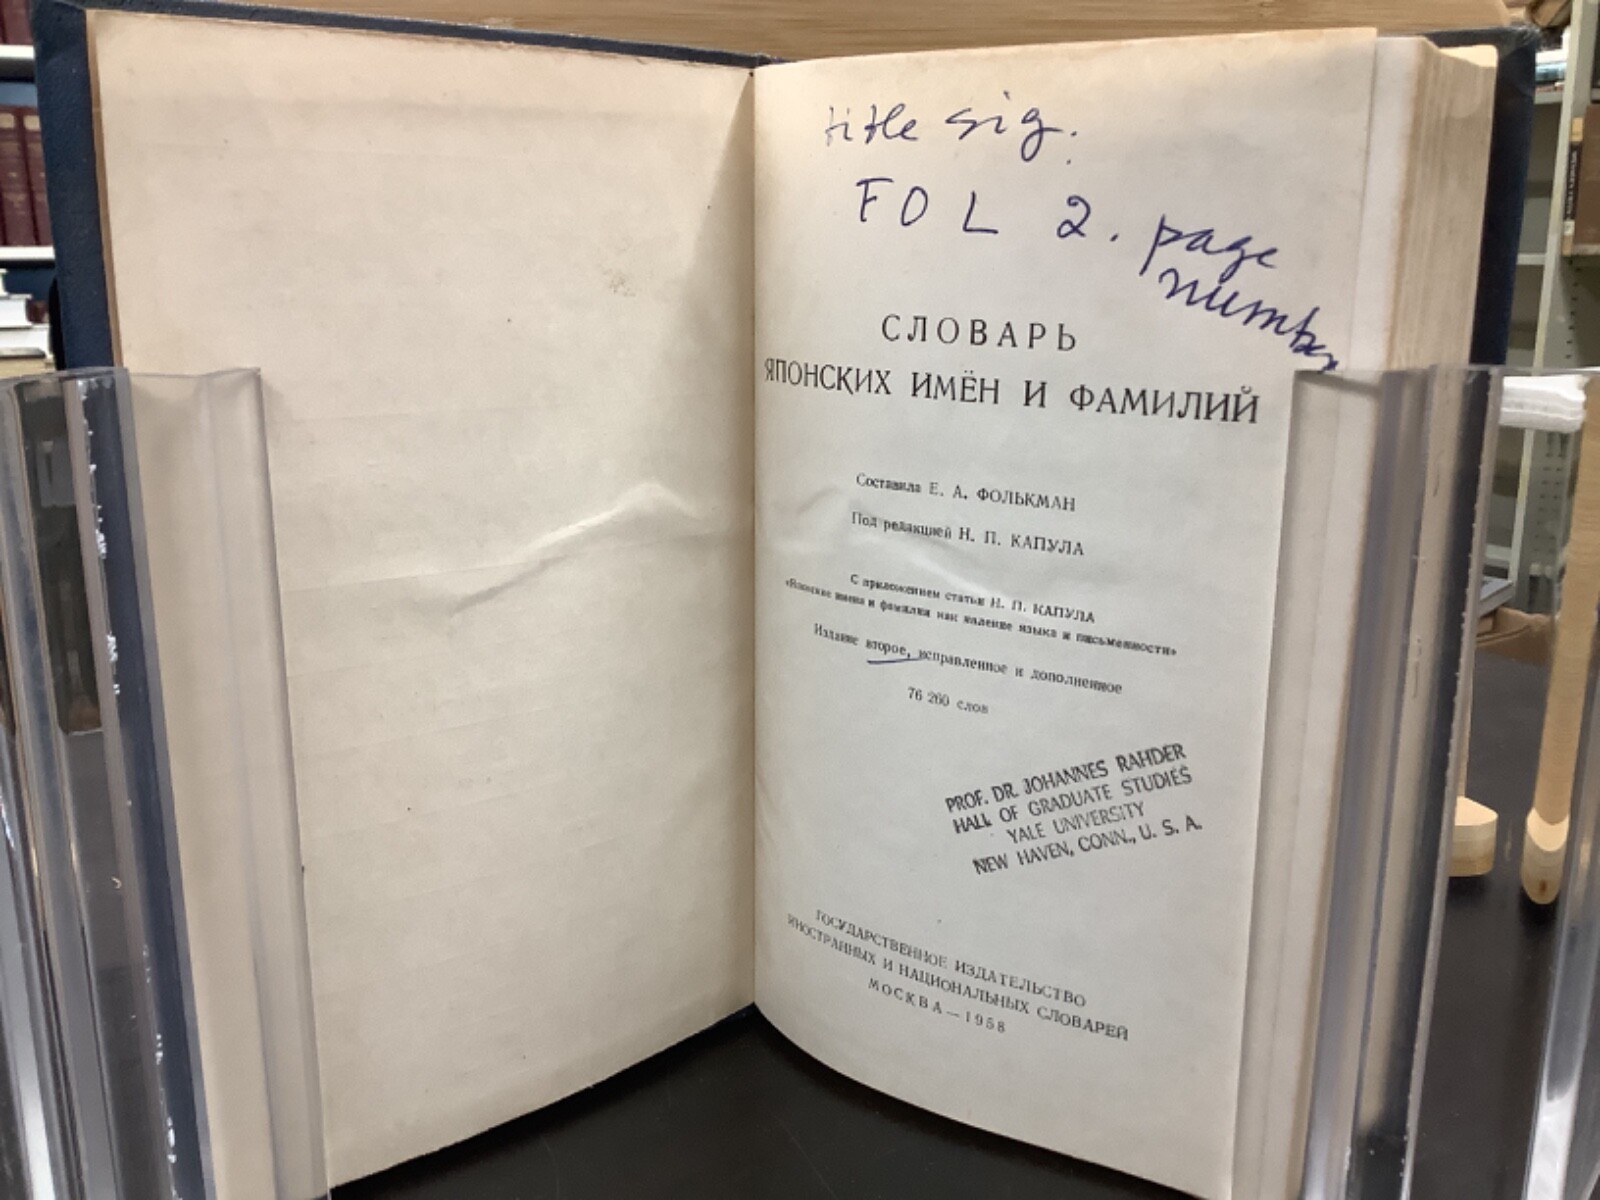 title sig.
FOL 2. page
number
СЛОВАРЬ
ЯПОНСКИХ ИМЁН И ФАМИЛИЙ
Составила Е. А. ФОЛЬКМАН
Под редакцией Н. П. КАПУЛА
С приложением статьи Н. П. КАПУЛА
«Японские имена и фамилии как явление языка и письменности»
Издание второе, исправленное и дополненное
76 260 слов
PROF. DR. JOHANNES RAHDER
HALL OF GRADUATE STUDIES
YALE UNIVERSITY
NEW HAVEN, CONN., U. S. A.
ГОСУДАРСТВЕННОЕ ИЗДАТЕЛЬСТВО
ИНОСТРАННЫХ И НАЦИОНАЛЬНЫХ СЛОВАРЕЙ
МОСКВА — 1958